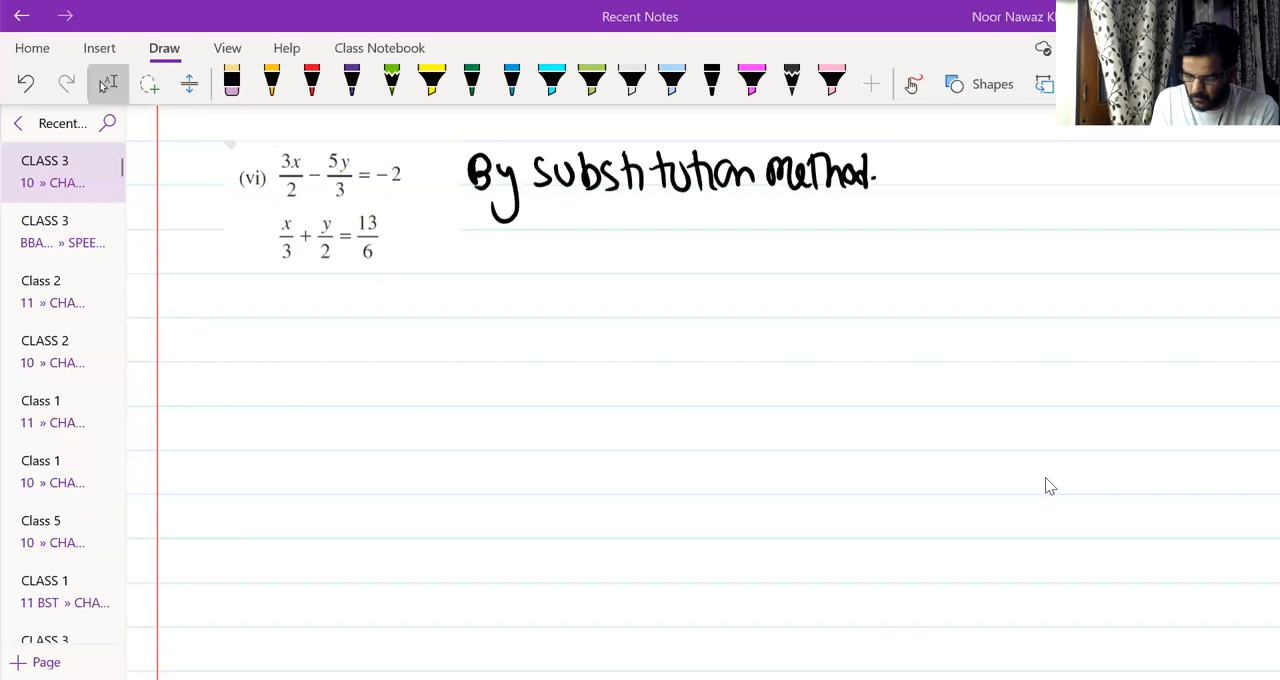 Recent Notes
Noor Nawaz
Home Insert Draw View Help Class Notebook
Shapes
Recent...
CLASS 3
10 » CHA...
CLASS 3
BBA... » SPEE...
Class 2
11 » CHA...
CLASS 2
10 » CHA...
Class 1
11 » CHA...
Class 1
10 » CHA...
Class 5
10 » CHA...
CLASS 1
11 BST » CHA...
CLASS 3
+ Page
(vi) 3x/2 − 5y/3 = −2
x/3 + y/2 = 13/6
By substitution method.